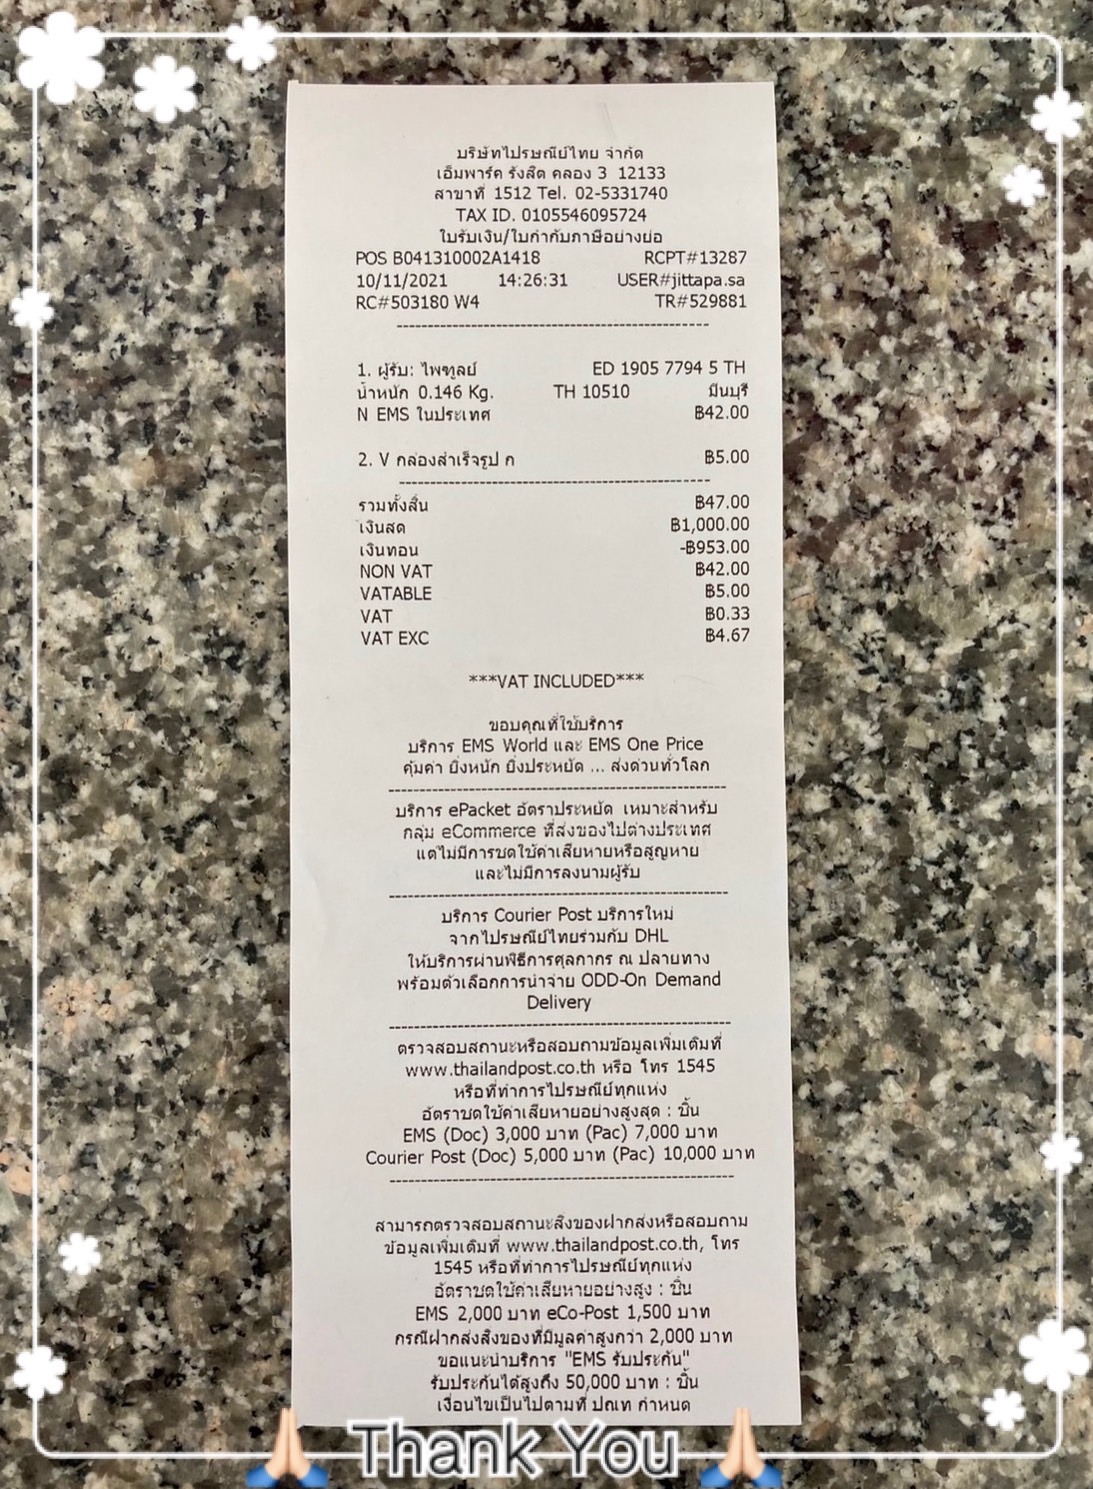 บริษัทไปรษณีย์ไทย จำกัด
เอ็มพาร์ค รังสิต คลอง 3 12133
สาขาที่ 1512 Tel. 02-5331740
TAX ID. 0105546095724
ใบรับเงิน/ใบกำกับภาษีอย่างย่อ
POS B041310002A1418 RCPT#13287
10/11/2021 14:26:31 USER#jittapa.sa
RC#503180 W4 TR#529881
1. ผู้รับ: ไพฑูลย์ ED 1905 7794 5 TH
น้ำหนัก 0.146 Kg. TH 10510 มีนบุรี
N EMS ในประเทศ ฿42.00
2. V กล่องสำเร็จรูป ก ฿5.00
รวมทั้งสิ้น ฿47.00
เงินสด ฿1,000.00
เงินทอน -฿953.00
NON VAT ฿42.00
VATABLE ฿5.00
VAT ฿0.33
VAT EXC ฿4.67
***VAT INCLUDED***
ขอบคุณที่ใช้บริการ
บริการ EMS World และ EMS One Price
คุ้มค่า ยิ่งหนัก ยิ่งประหยัด ... ส่งด่วนทั่วโลก
บริการ ePacket อัตราประหยัด เหมาะสำหรับ
กลุ่ม eCommerce ที่ส่งของไปต่างประเทศ
แต่ไม่มีการชดใช้ค่าเสียหายหรือสูญหาย
และไม่มีการลงนามผู้รับ
บริการ Courier Post บริการใหม่
จากไปรษณีย์ไทยร่วมกับ DHL
ให้บริการผ่านพิธีการศุลกากร ณ ปลายทาง
พร้อมตัวเลือกการนำจ่าย ODD-On Demand
Delivery
ตรวจสอบสถานะหรือสอบถามข้อมูลเพิ่มเติมที่
www.thailandpost.co.th หรือ โทร 1545
หรือที่ทำการไปรษณีย์ทุกแห่ง
อัตราชดใช้ค่าเสียหายอย่างสูงสุด : ชิ้น
EMS (Doc) 3,000 บาท (Pac) 7,000 บาท
Courier Post (Doc) 5,000 บาท (Pac) 10,000 บาท
สามารถตรวจสอบสถานะสิ่งของฝากส่งหรือสอบถาม
ข้อมูลเพิ่มเติมที่ www.thailandpost.co.th, โทร
1545 หรือที่ทำการไปรษณีย์ทุกแห่ง
อัตราชดใช้ค่าเสียหายอย่างสูง : ชิ้น
EMS 2,000 บาท eCo-Post 1,500 บาท
กรณีฝากส่งสิ่งของที่มีมูลค่าสูงกว่า 2,000 บาท
ขอแนะนำบริการ "EMS รับประกัน"
รับประกันได้สูงถึง 50,000 บาท : ชิ้น
เงื่อนไขเป็นไปตามที่ ปณท กำหนด
Thank You